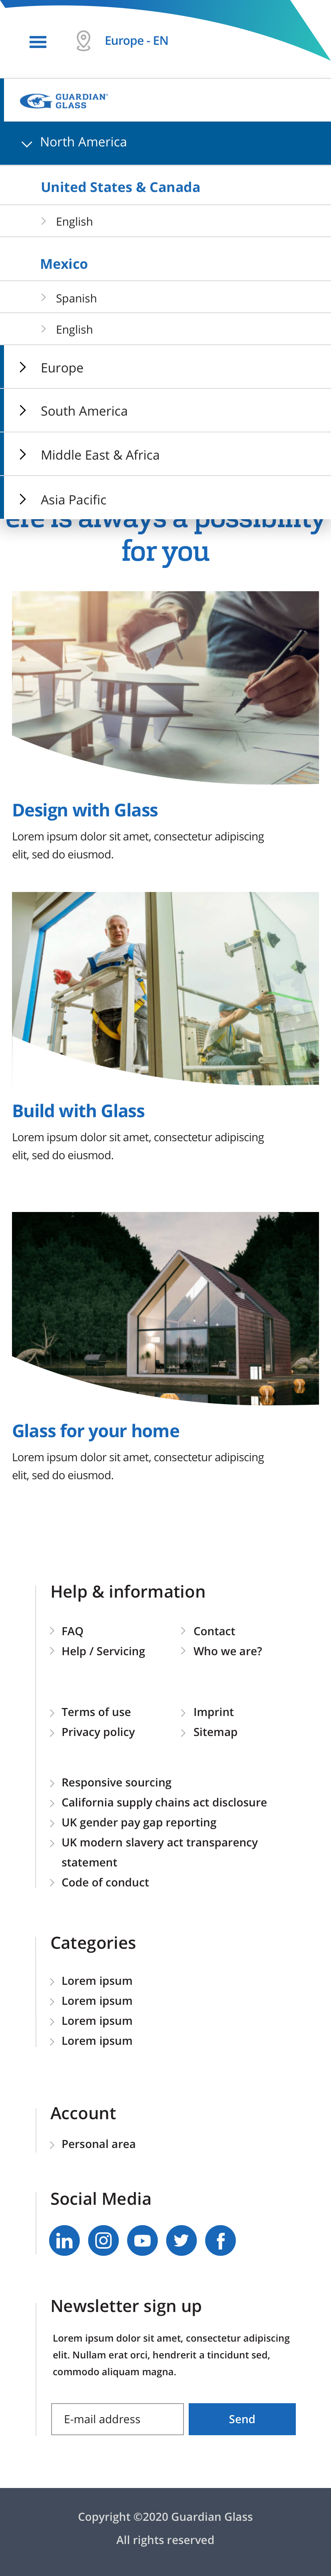 Europe - EN
GUARDIAN®
GLASS
North America
United States & Canada
English
Mexico
Spanish
English
Europe
South America
Middle East & Africa
Asia Pacific
ere is always a possibility
for you
Design with Glass
Lorem ipsum dolor sit amet, consectetur adipiscing
elit, sed do eiusmod.
Build with Glass
Lorem ipsum dolor sit amet, consectetur adipiscing
elit, sed do eiusmod.
Glass for your home
Lorem ipsum dolor sit amet, consectetur adipiscing
elit, sed do eiusmod.
Help & information
FAQ
Contact
Help / Servicing
Who we are?
Terms of use
Imprint
Privacy policy
Sitemap
Responsive sourcing
California supply chains act disclosure
UK gender pay gap reporting
UK modern slavery act transparency
statement
Code of conduct
Categories
Lorem ipsum
Lorem ipsum
Lorem ipsum
Lorem ipsum
Account
Personal area
Social Media
Newsletter sign up
Lorem ipsum dolor sit amet, consectetur adipiscing
elit. Nullam erat orci, hendrerit a tincidunt sed,
commodo aliquam magna.
E-mail address
Send
Copyright ©2020 Guardian Glass
All rights reserved